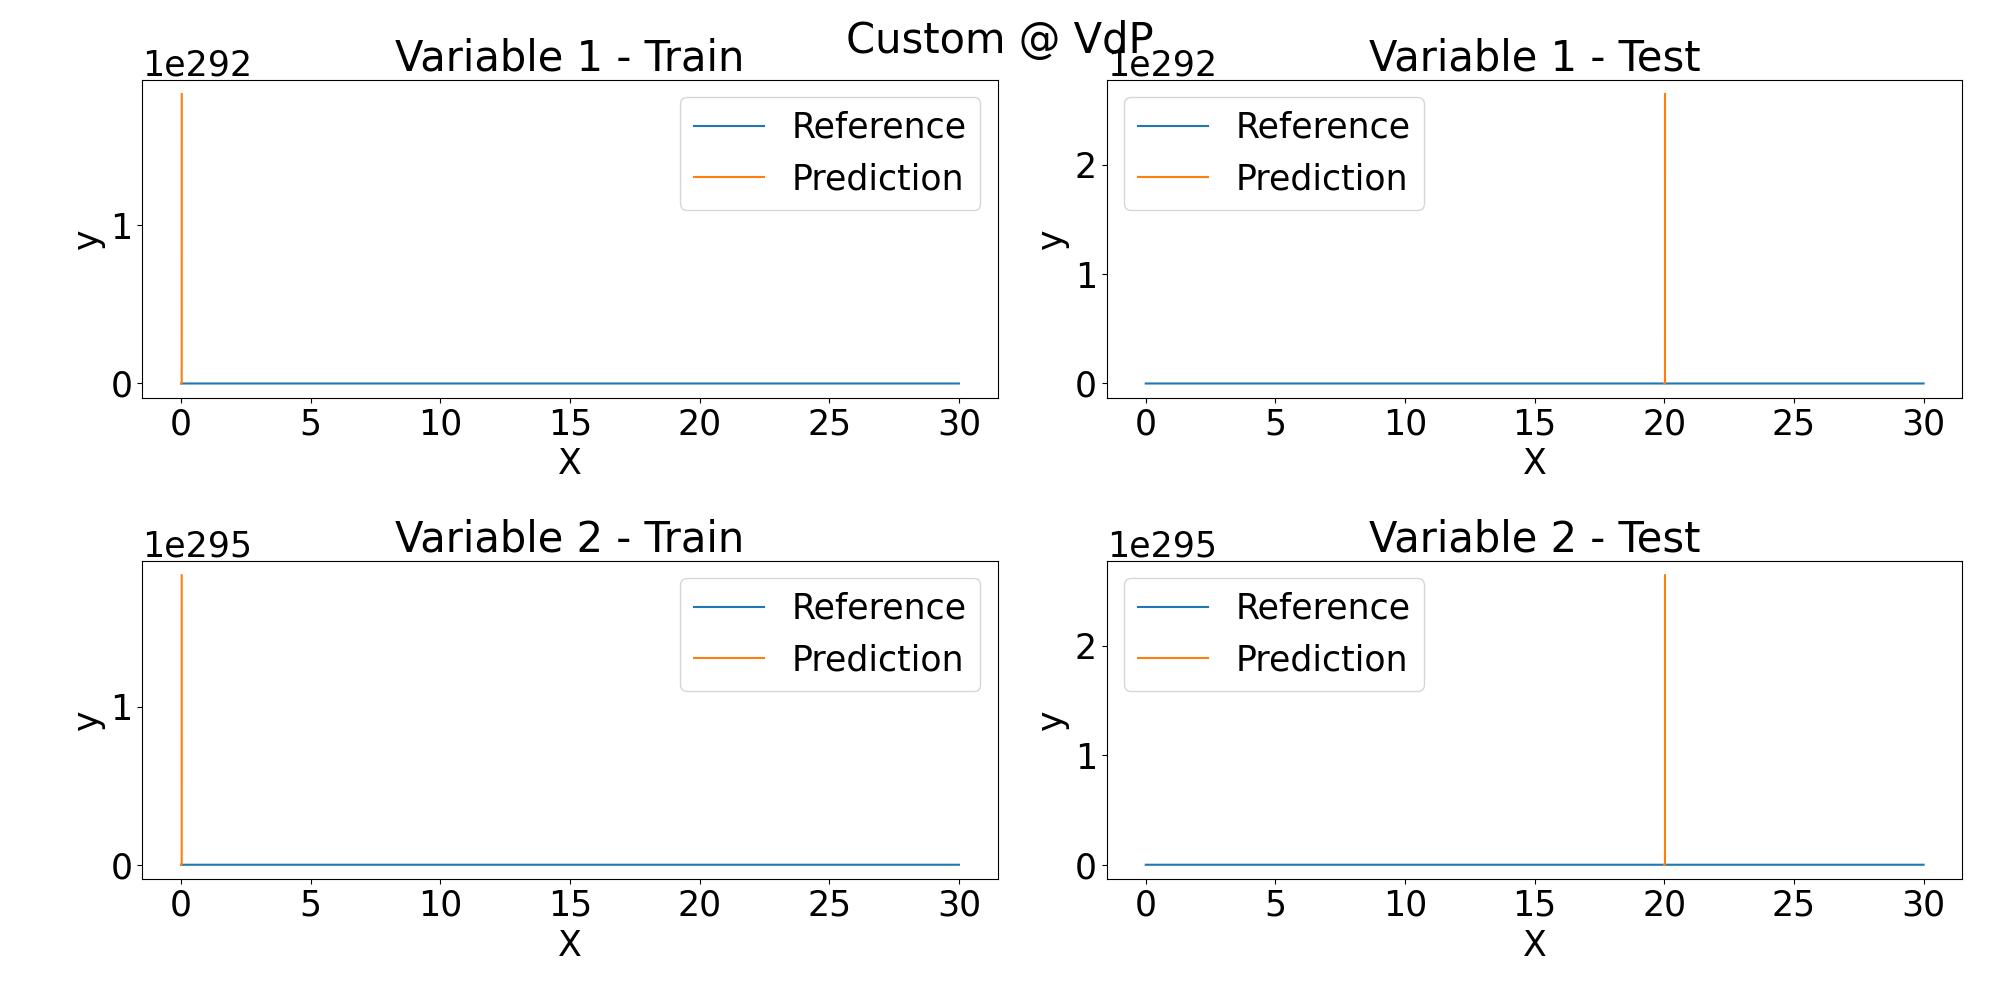 Custom @ VdP
Variable 1 - Train
1e292
y
1
0
Reference
Prediction
0 5 10 15 20 25 30
X
Variable 1 - Test
1e292
y
2
1
0
Reference
Prediction
0 5 10 15 20 25 30
X
Variable 2 - Train
1e295
y
1
0
Reference
Prediction
0 5 10 15 20 25 30
X
Variable 2 - Test
1e295
y
2
1
0
Reference
Prediction
0 5 10 15 20 25 30
X